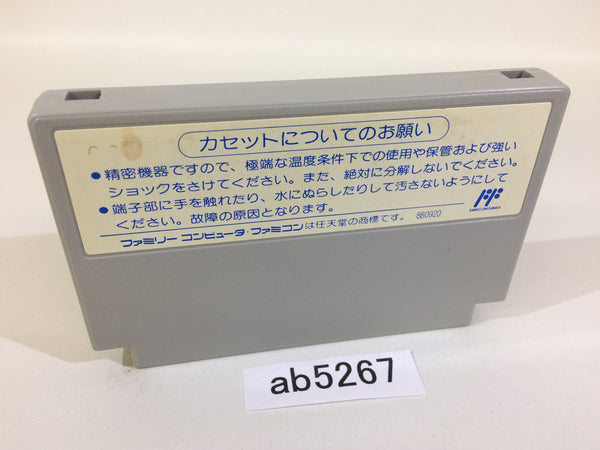 カセットについてのお願い
●精密機器ですので、極端な温度条件下での使用や保管および強い
ショックをさけてください。また、絶対に分解しないでください。
●端子部に手を触れたり、水にぬらしたりして汚さないようにして
ください。故障の原因となります。
ファミリーコンピュータ・ファミコンは任天堂の商標です。 880920
ab5267